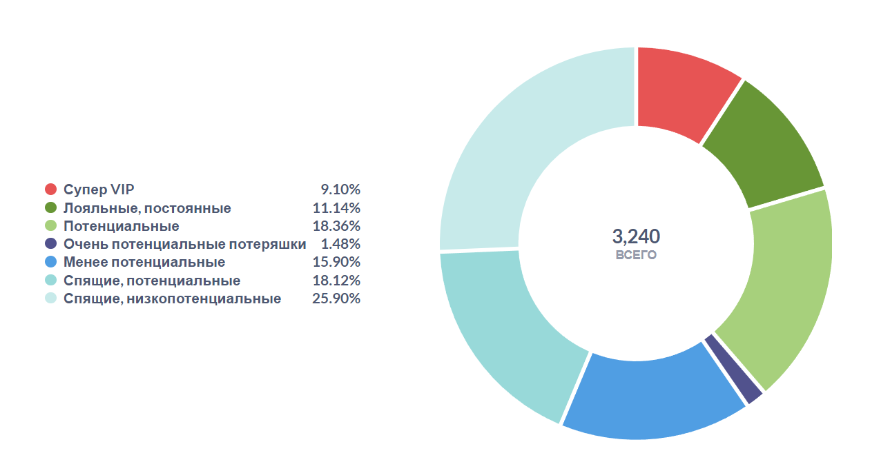 Супер VIP 9.10%
Лояльные, постоянные 11.14%
Потенциальные 18.36%
Очень потенциальные потеряшки 1.48%
Менее потенциальные 15.90%
Спящие, потенциальные 18.12%
Спящие, низкопотенциальные 25.90%
3,240
ВСЕГО